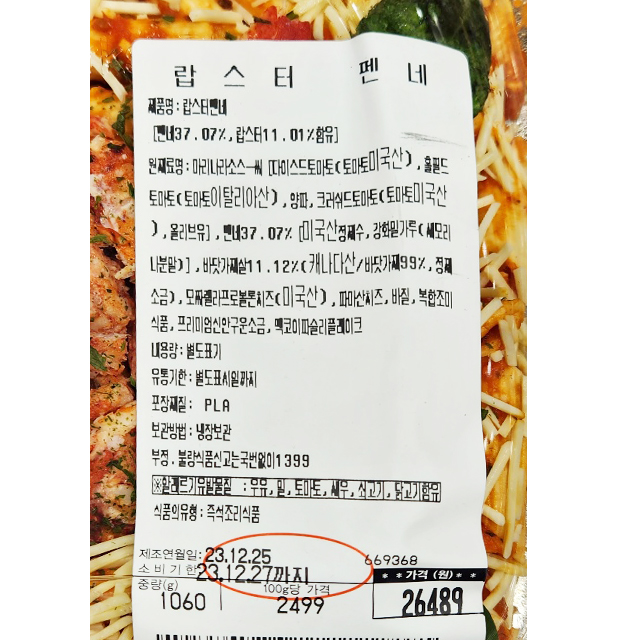 랍스터 펜네
제품명:랍스터펜네
[펜네37.07%,랍스터11.01%함유]
원재료명:마리나라소스-씨 [다이스드토마토(토마토미국산),홀필드
토마토(토마토이탈리아산),양파,크러쉬드토마토(토마토미국산
),올리브유],펜네37.07% [미국산정제수,강화밀가루(세모리
나분말)],바닷가재살11.12%(캐나다산/바닷가재99%,정제
소금),모짜렐라프로볼론치즈(미국산),파마산치즈,바질,복합조미
식품,프리미엄신안구운소금,맥코이파슬리플레이크
내용량:별도표기
유통기한:별도표시일까지
포장재질: PLA
보관방법:냉장보관
부정.불량식품신고는국번없이1399
※알레르기유발물질 :우유,밀,토마토,새우,쇠고기,닭고기함유
식품의유형:즉석조리식품
제조연월일: 23.12.25 669368
소비기한 23.12.27까지 **가격(원)**
중량(g) 100g당 가격
1060 2499 26489